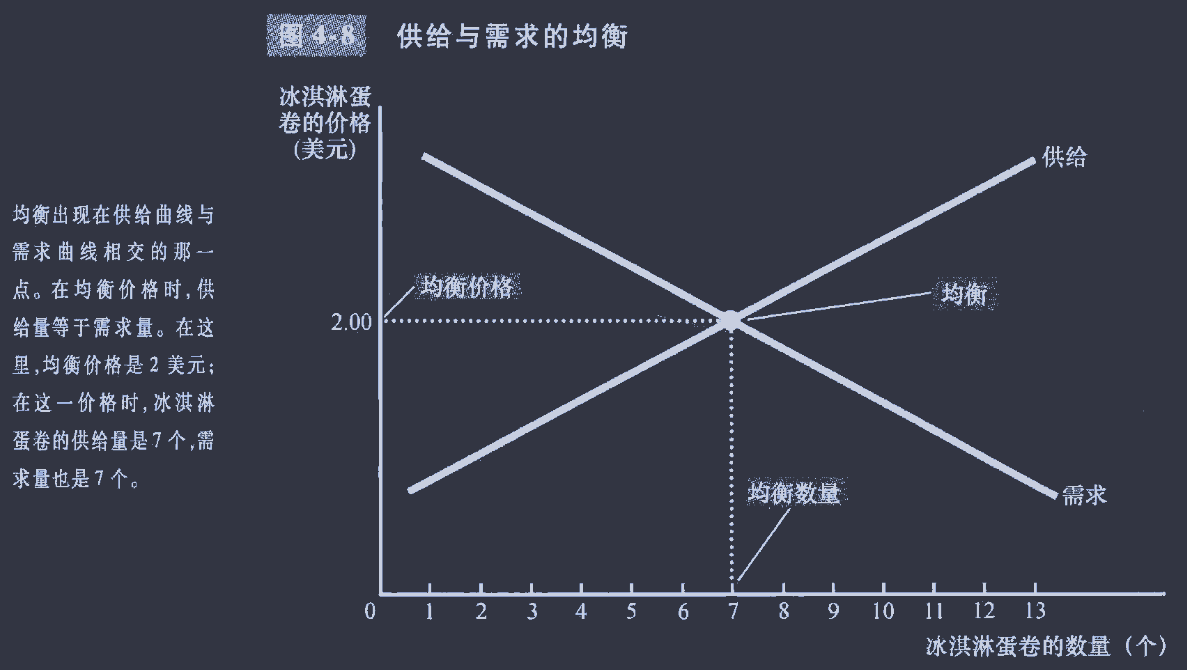 图 4-8 供给与需求的均衡
冰淇淋蛋
卷的价格
(美元)
供给
均衡出现在供给曲线与
需求曲线相交的那一
点。在均衡价格时,供
给量等于需求量。在这
里,均衡价格是 2 美元;
在这一价格时,冰淇淋
蛋卷的供给量是 7 个,需
求量也是 7 个。
均衡价格
均衡
2.00
均衡数量
需求
0 1 2 3 4 5 6 7 8 9 10 11 12 13
冰淇淋蛋卷的数量（个）